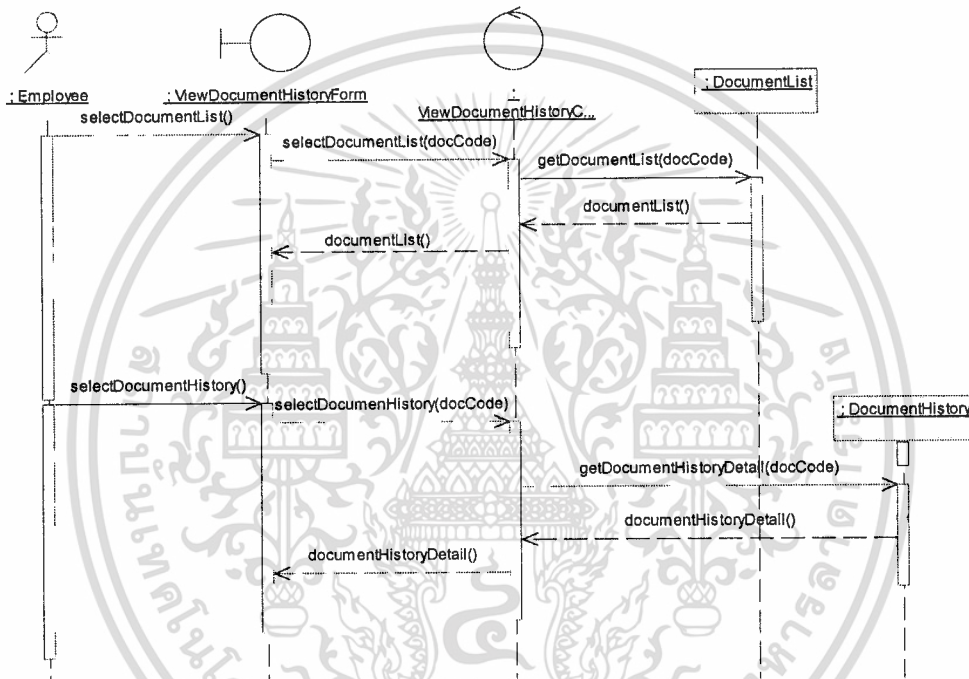 : Employee
: ViewDocumentHistoryForm
:
ViewDocumentHistoryC...
: DocumentList
selectDocumentList()
selectDocumentList(docCode)
getDocumentList(docCode)
documentList()
documentList()
selectDocumentHistory()
selectDocumenHistory(docCode)
: DocumentHistory
getDocumentHistoryDetail(docCode)
documentHistoryDetail()
documentHistoryDetail()